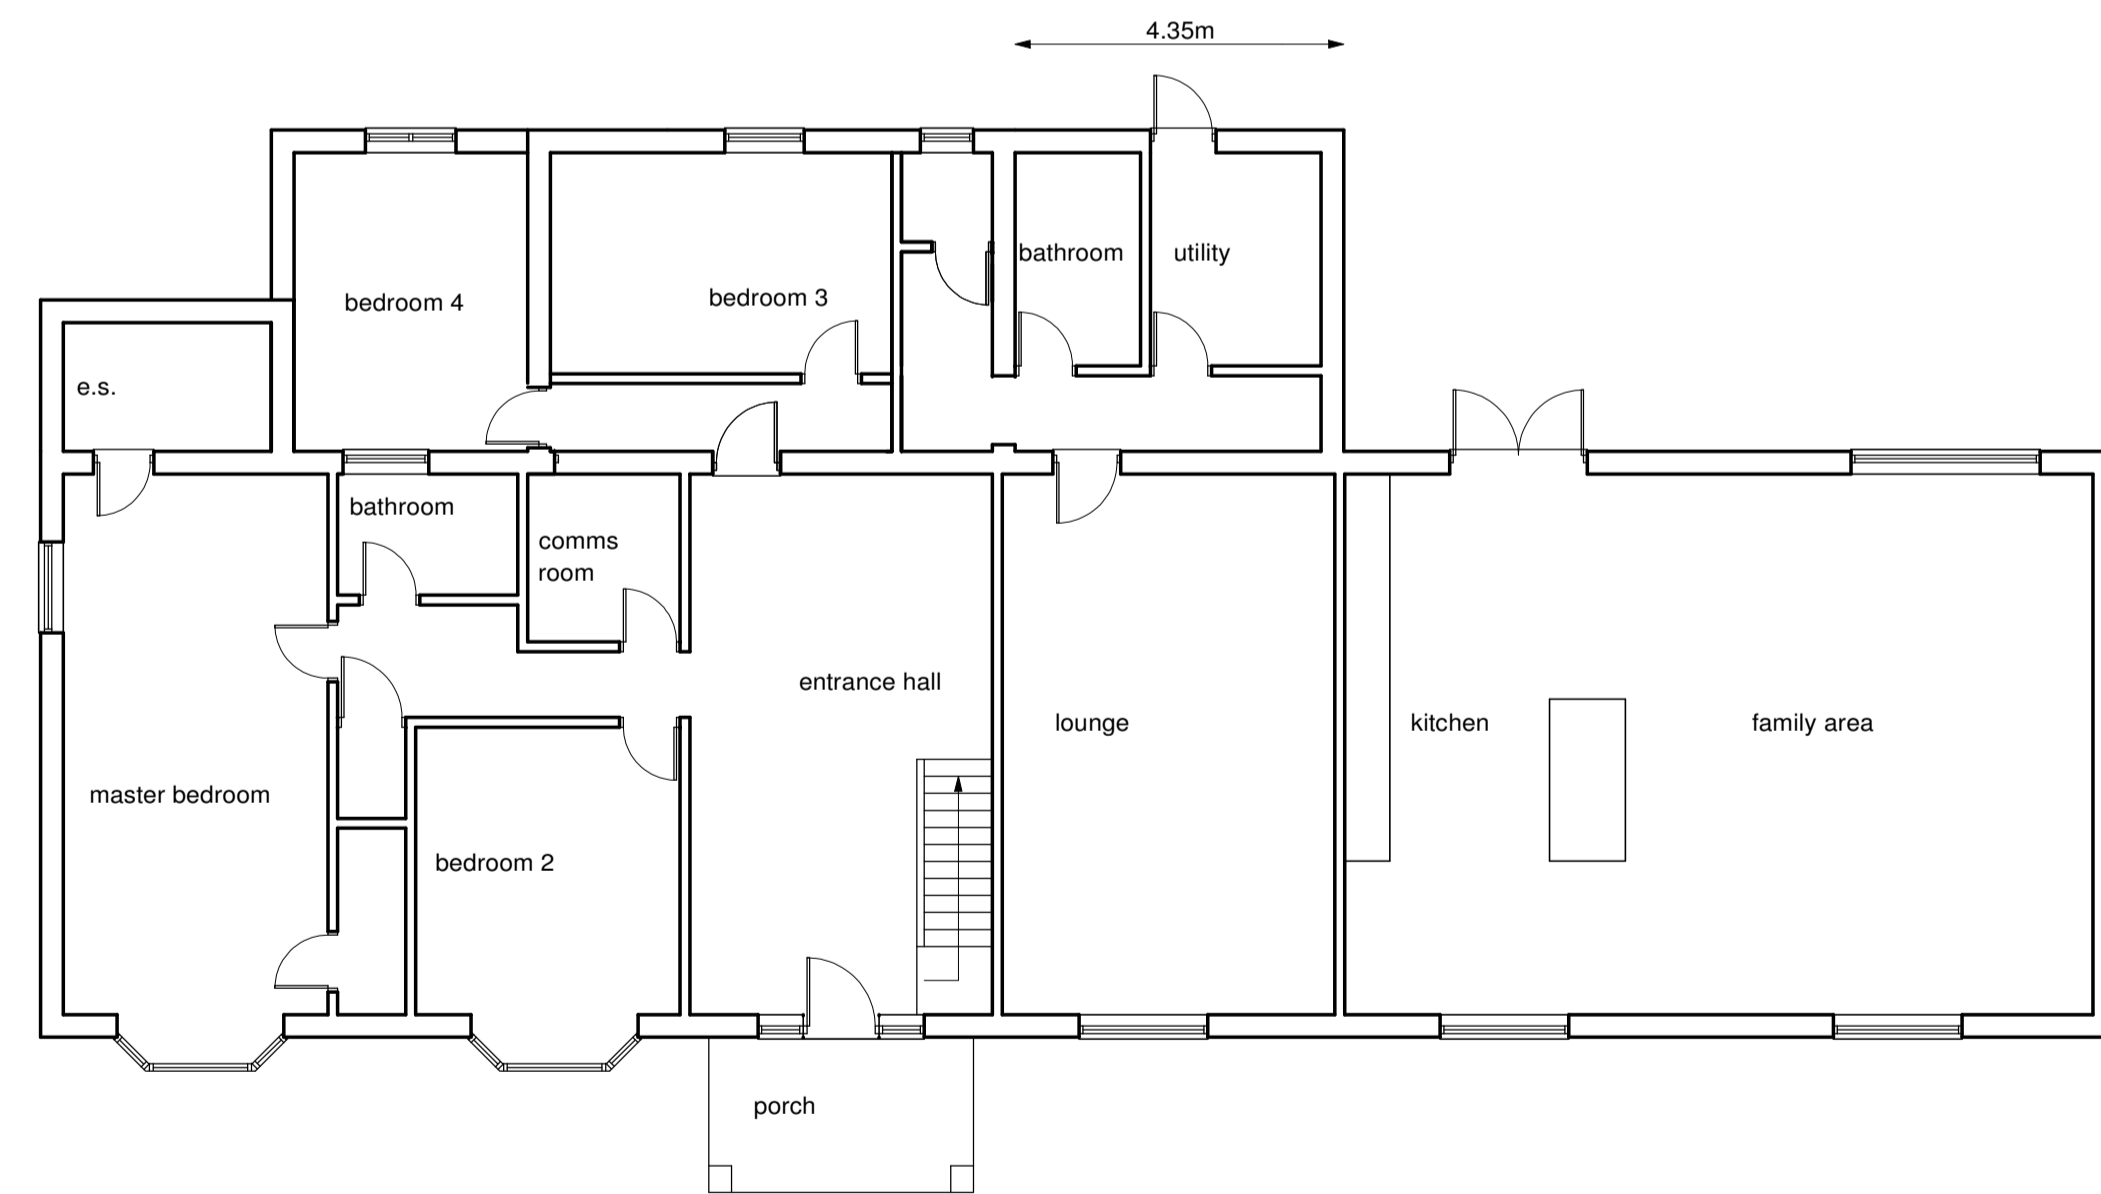 4.35m
bathroom
utility
bedroom 4
bedroom 3
e.s.
bathroom
comms
room
entrance hall
lounge
kitchen
family area
master bedroom
bedroom 2
porch